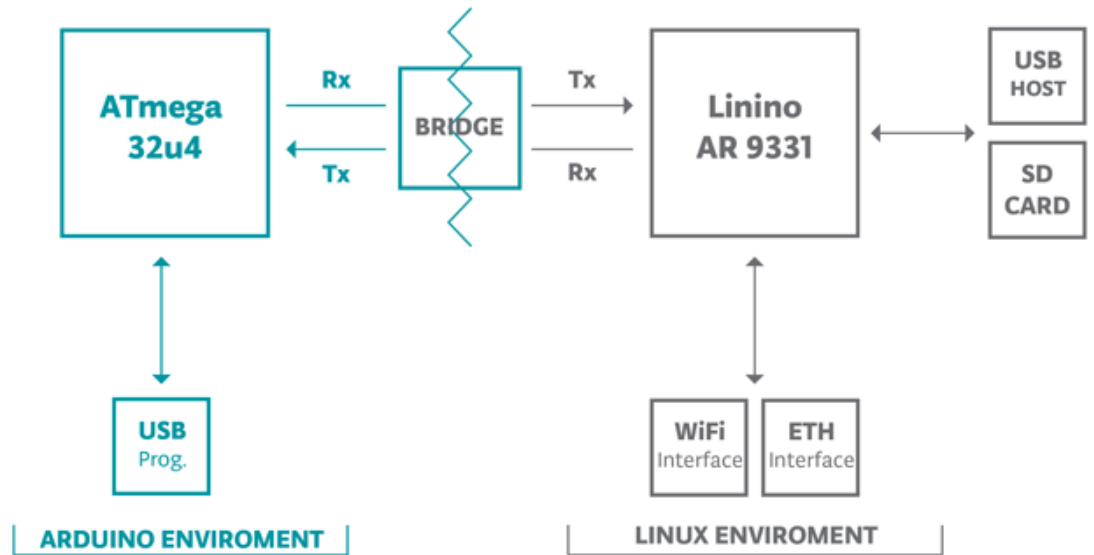 ATmega
32u4
Rx
Tx
BRIDGE
Tx
Rx
Linino
AR 9331
USB
HOST
SD
CARD
USB
Prog.
WiFi
Interface
ETH
Interface
ARDUINO ENVIROMENT
LINUX ENVIROMENT